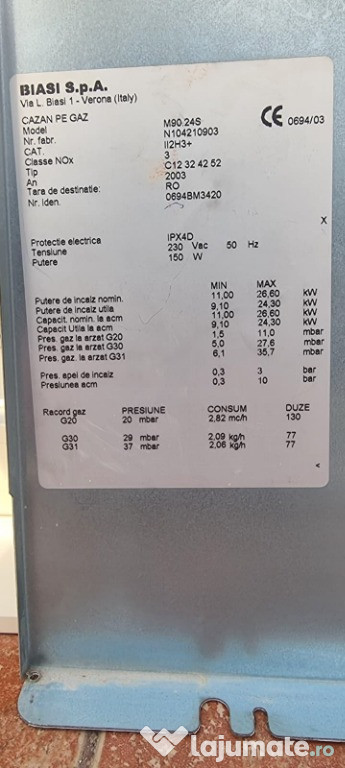 BIASI S.p.A.
Via L. Biasi 1 - Verona (Italy)
CAZAN PE GAZ
Model M90 24S CE 0694/03
Nr. fabr. N104210903
CAT. II2H3+
Classe NOx 3
Tip C12 32 42 52
An 2003
Tara de destinatie: RO
Nr. Iden. 0694BM3420
X
Protectie electrica IPX4D
Tensiune 230 Vac 50 Hz
Putere 150 W
MIN MAX
Putere de incalz nomin. 11,00 26,60 kW
Putere de incalz utila 9,10 24,30 kW
Capacit. nomin. la acm 11,00 26,60 kW
Capacit Utila la acm 9,10 24,30 kW
Pres. gaz la arzat G20 1,5 11,0 mbar
Pres. gaz la arzat G30 5,0 27,6 mbar
Pres. gaz. la arzat G31 6,1 35,7 mbar
Pres. apei de incalz 0,3 3 bar
Presiunea acm 0,3 10 bar
Racord gaz PRESIUNE CONSUM DUZE
G20 20 mbar 2,82 mc/h 130
G30 29 mbar 2,09 kg/h 77
G31 37 mbar 2,06 kg/h 77
<
Lajumate.ro